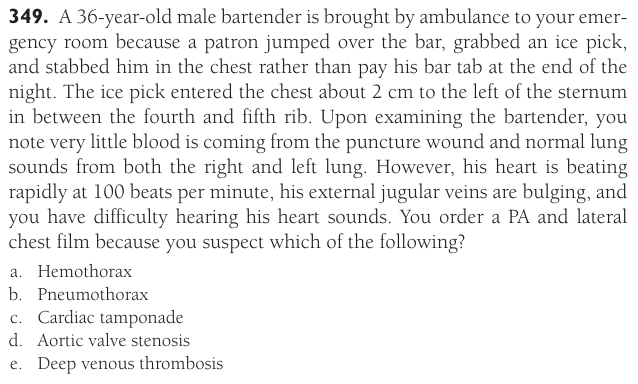 349. A 36-year-old male bartender is brought by ambulance to your emer-
gency room because a patron jumped over the bar, grabbed an ice pick,
and stabbed him in the chest rather than pay his bar tab at the end of the
night. The ice pick entered the chest about 2 cm to the left of the sternum
in between the fourth and fifth rib. Upon examining the bartender, you
note very little blood is coming from the puncture wound and normal lung
sounds from both the right and left lung. However, his heart is beating
rapidly at 100 beats per minute, his external jugular veins are bulging, and
you have difficulty hearing his heart sounds. You order a PA and lateral
chest film because you suspect which of the following?
a. Hemothorax
b. Pneumothorax
c. Cardiac tamponade
d. Aortic valve stenosis
e. Deep venous thrombosis